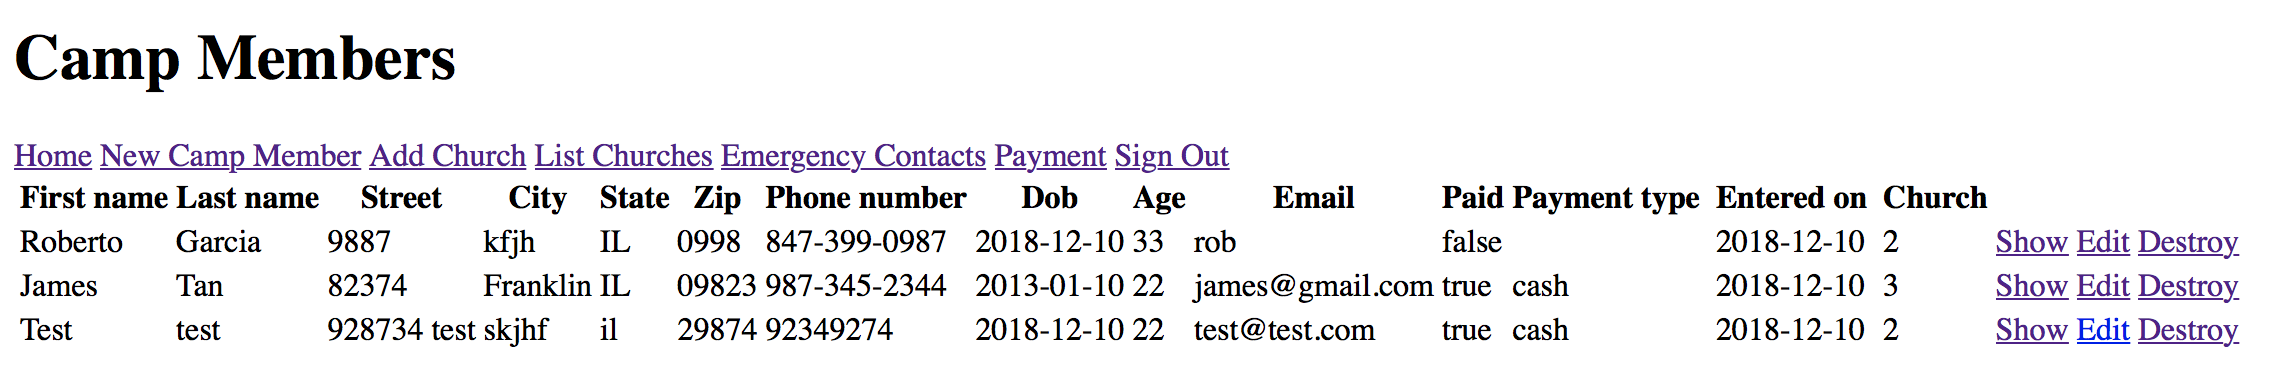 Camp Members
Home New Camp Member Add Church List Churches Emergency Contacts Payment Sign Out
First name Last name Street City State Zip Phone number Dob Age Email Paid Payment type Entered on Church
Roberto Garcia 9887 kfjh IL 0998 847-399-0987 2018-12-10 33 rob false 2018-12-10 2 Show Edit Destroy
James Tan 82374 Franklin IL 09823 987-345-2344 2013-01-10 22 james@gmail.com true cash 2018-12-10 3 Show Edit Destroy
Test test 928734 test skjhf il 29874 92349274 2018-12-10 22 test@test.com true cash 2018-12-10 2 Show Edit Destroy